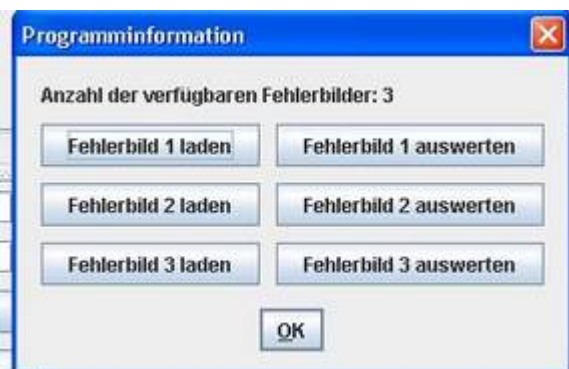 Programminformation
Anzahl der verfügbaren Fehlerbilder: 3
Fehlerbild 1 laden Fehlerbild 1 auswerten
Fehlerbild 2 laden Fehlerbild 2 auswerten
Fehlerbild 3 laden Fehlerbild 3 auswerten
OK